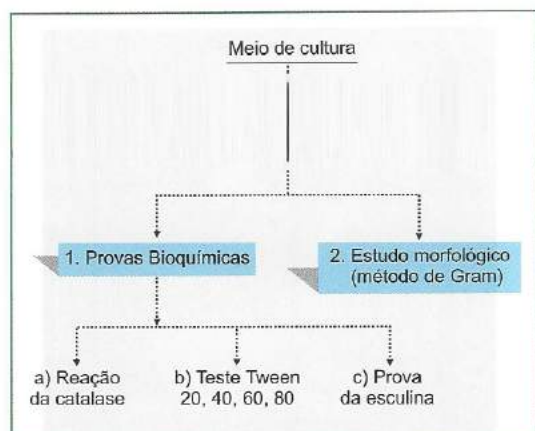 Meio de cultura
1. Provas Bioquímicas
2. Estudo morfológico
(método de Gram)
a) Reação
da catalase
b) Teste Tween
20, 40, 60, 80
c) Prova
da esculina